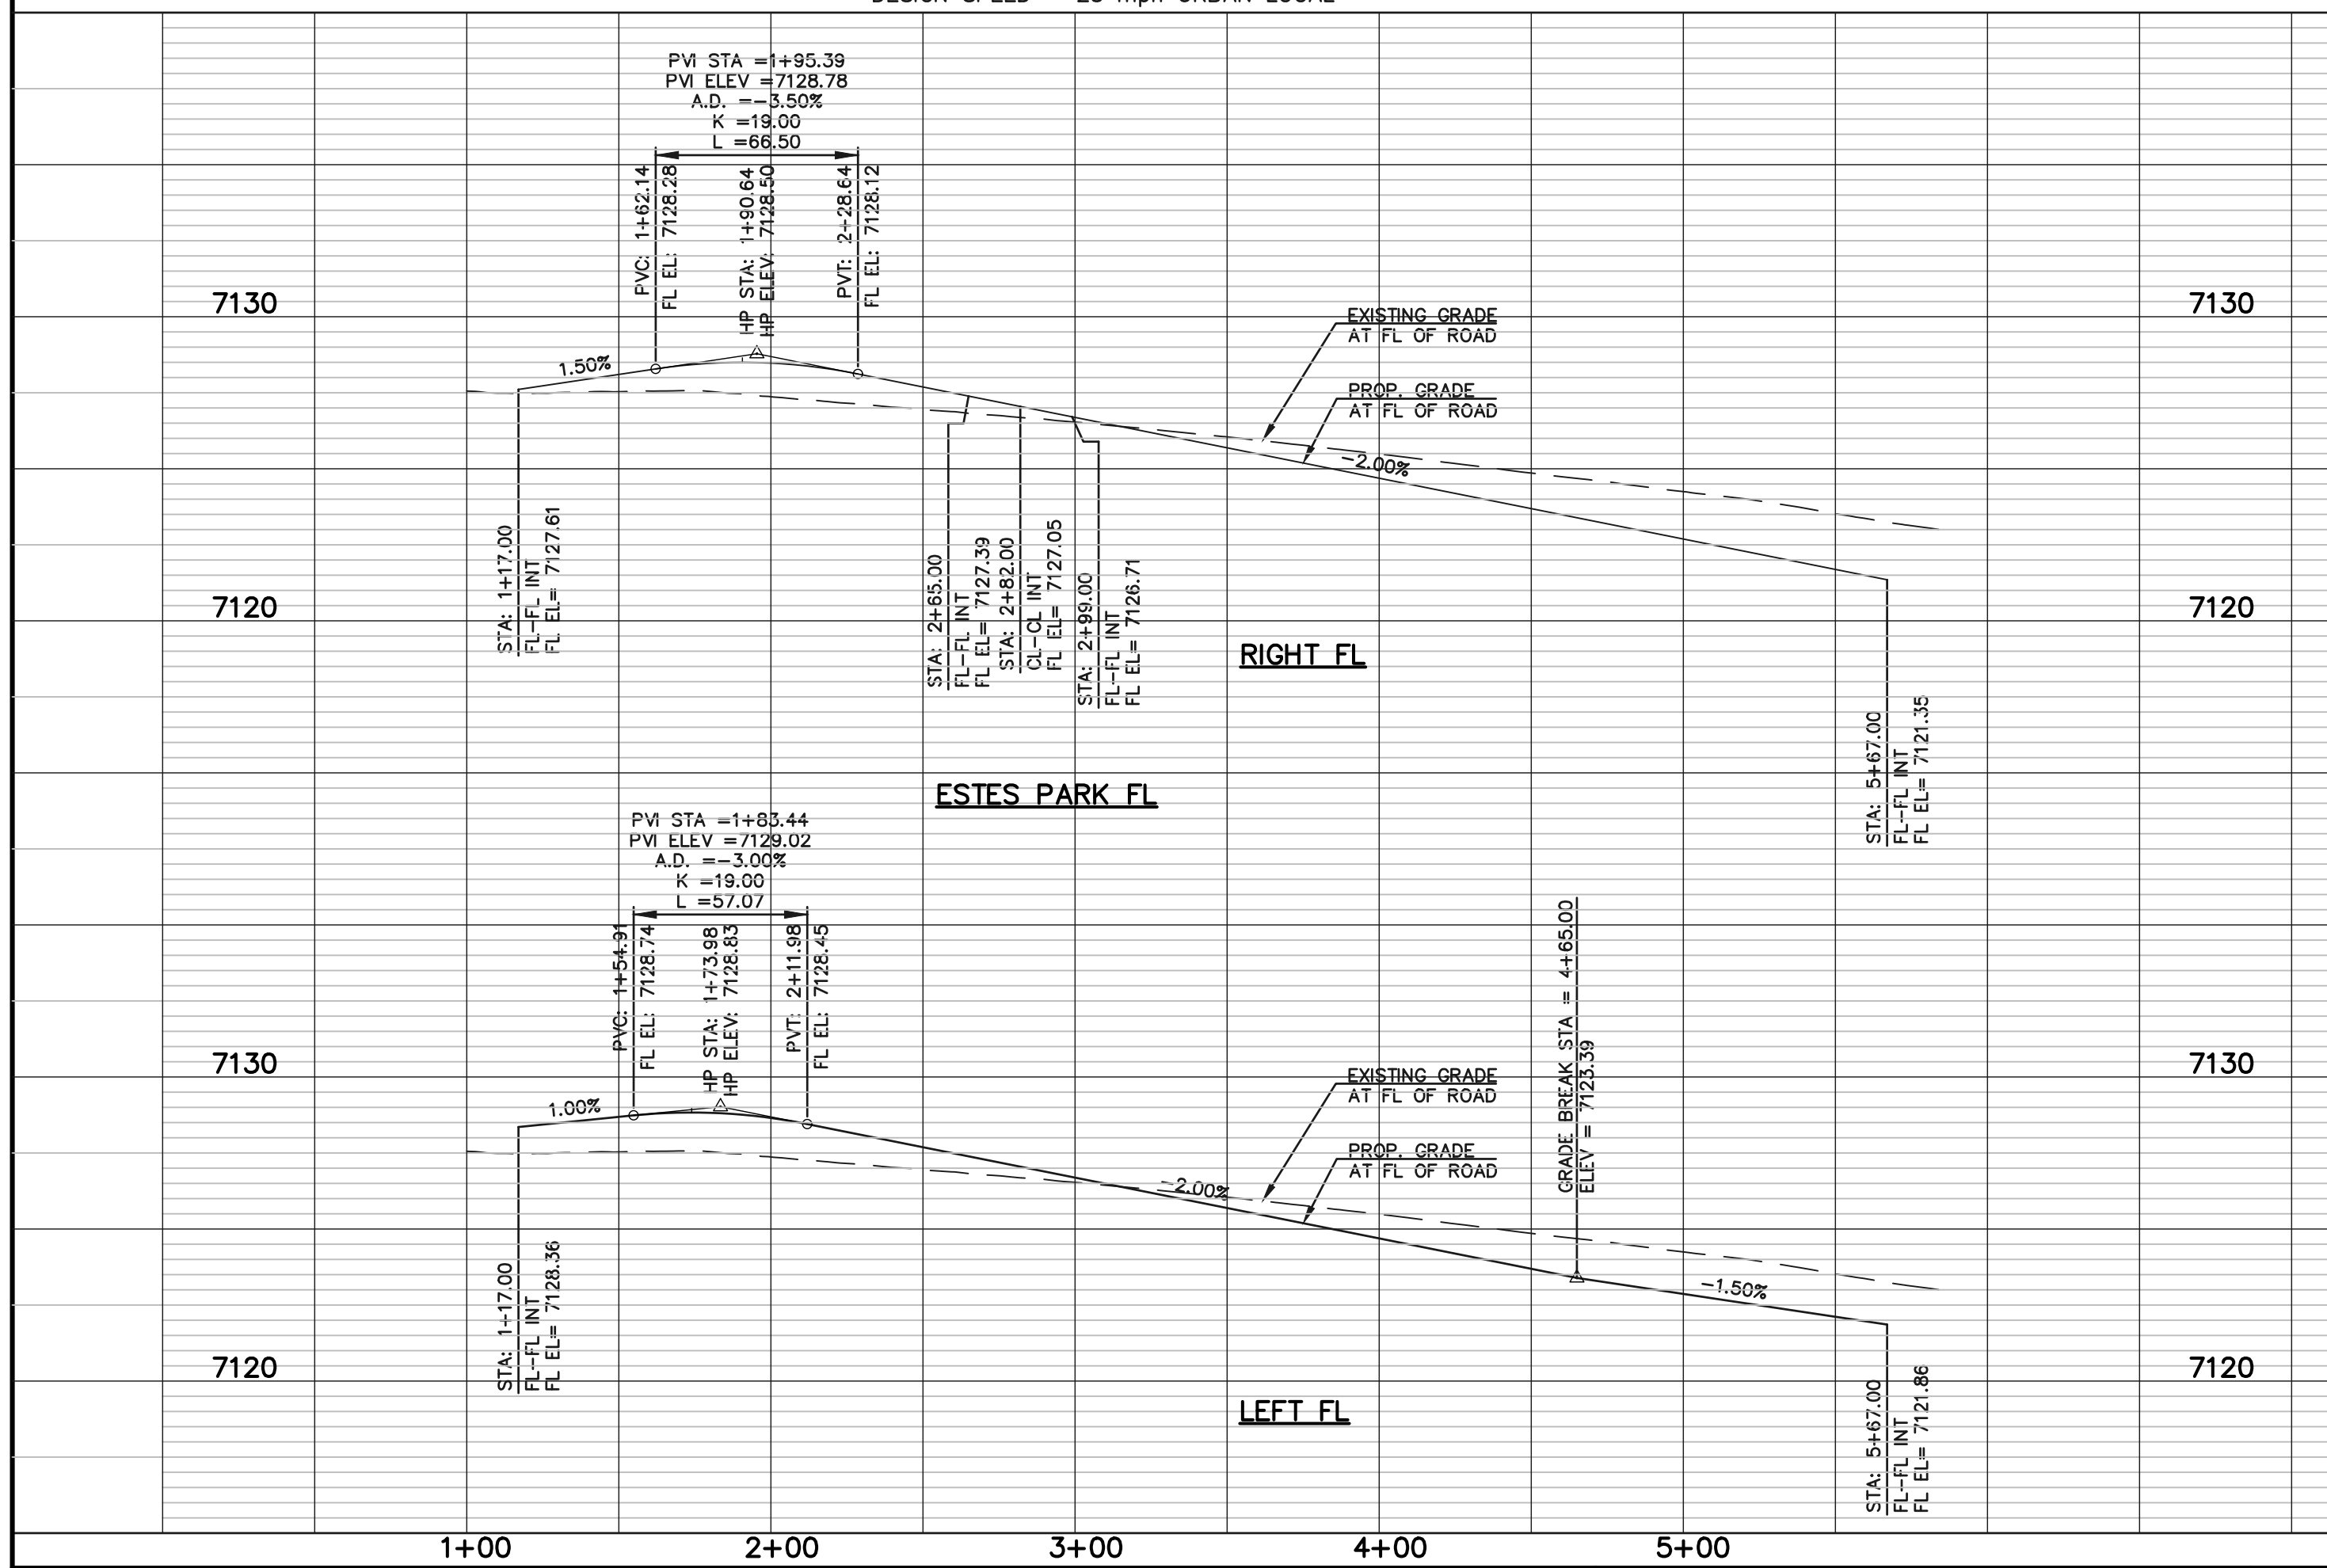 PVI STA =1+95.39
PVI ELEV =7128.78
A.D. =-3.50%
K =19.00
L =66.50
PVC: 1+62.14
FL EL: 7128.28
HP STA: 1+90.64
HP ELEV: 7128.50
PVT: 2+28.64
FL EL: 7128.12
7130
7130
EXISTING GRADE
AT FL OF ROAD
1.50%
PROP. GRADE
AT FL OF ROAD
-2.00%
STA: 1+17.00
FL-FL INT
FL EL= 7127.61
STA: 2+65.00
FL-FL INT
FL EL= 7127.39
STA: 2+82.00
CL-CL INT
FL EL= 7127.05
STA: 2+99.00
FL-FL INT
FL EL= 7126.71
7120
7120
RIGHT FL
STA: 5+67.00
FL-FL INT
FL EL= 7121.35
ESTES PARK FL
PVI STA =1+83.44
PVI ELEV =7129.02
A.D. =-3.00%
K =19.00
L =57.07
PVC: 1+54.91
FL EL: 7128.74
HP STA: 1+73.98
HP ELEV: 7128.83
PVT: 2+11.98
FL EL: 7128.45
GRADE BREAK STA = 4+65.00
ELEV = 7123.39
7130
7130
EXISTING GRADE
AT FL OF ROAD
1.00%
PROP. GRADE
AT FL OF ROAD
-2.00%
-1.50%
STA: 1+17.00
FL-FL INT
FL EL= 7128.36
7120
7120
LEFT FL
STA: 5+67.00
FL-FL INT
FL EL= 7121.86
1+00
2+00
3+00
4+00
5+00